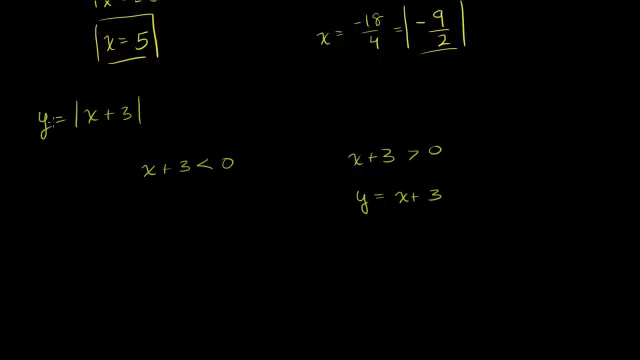 x = 5
x = -18/4 = |-9/2|
y = |x + 3|
x + 3 < 0
x + 3 > 0
y = x + 3